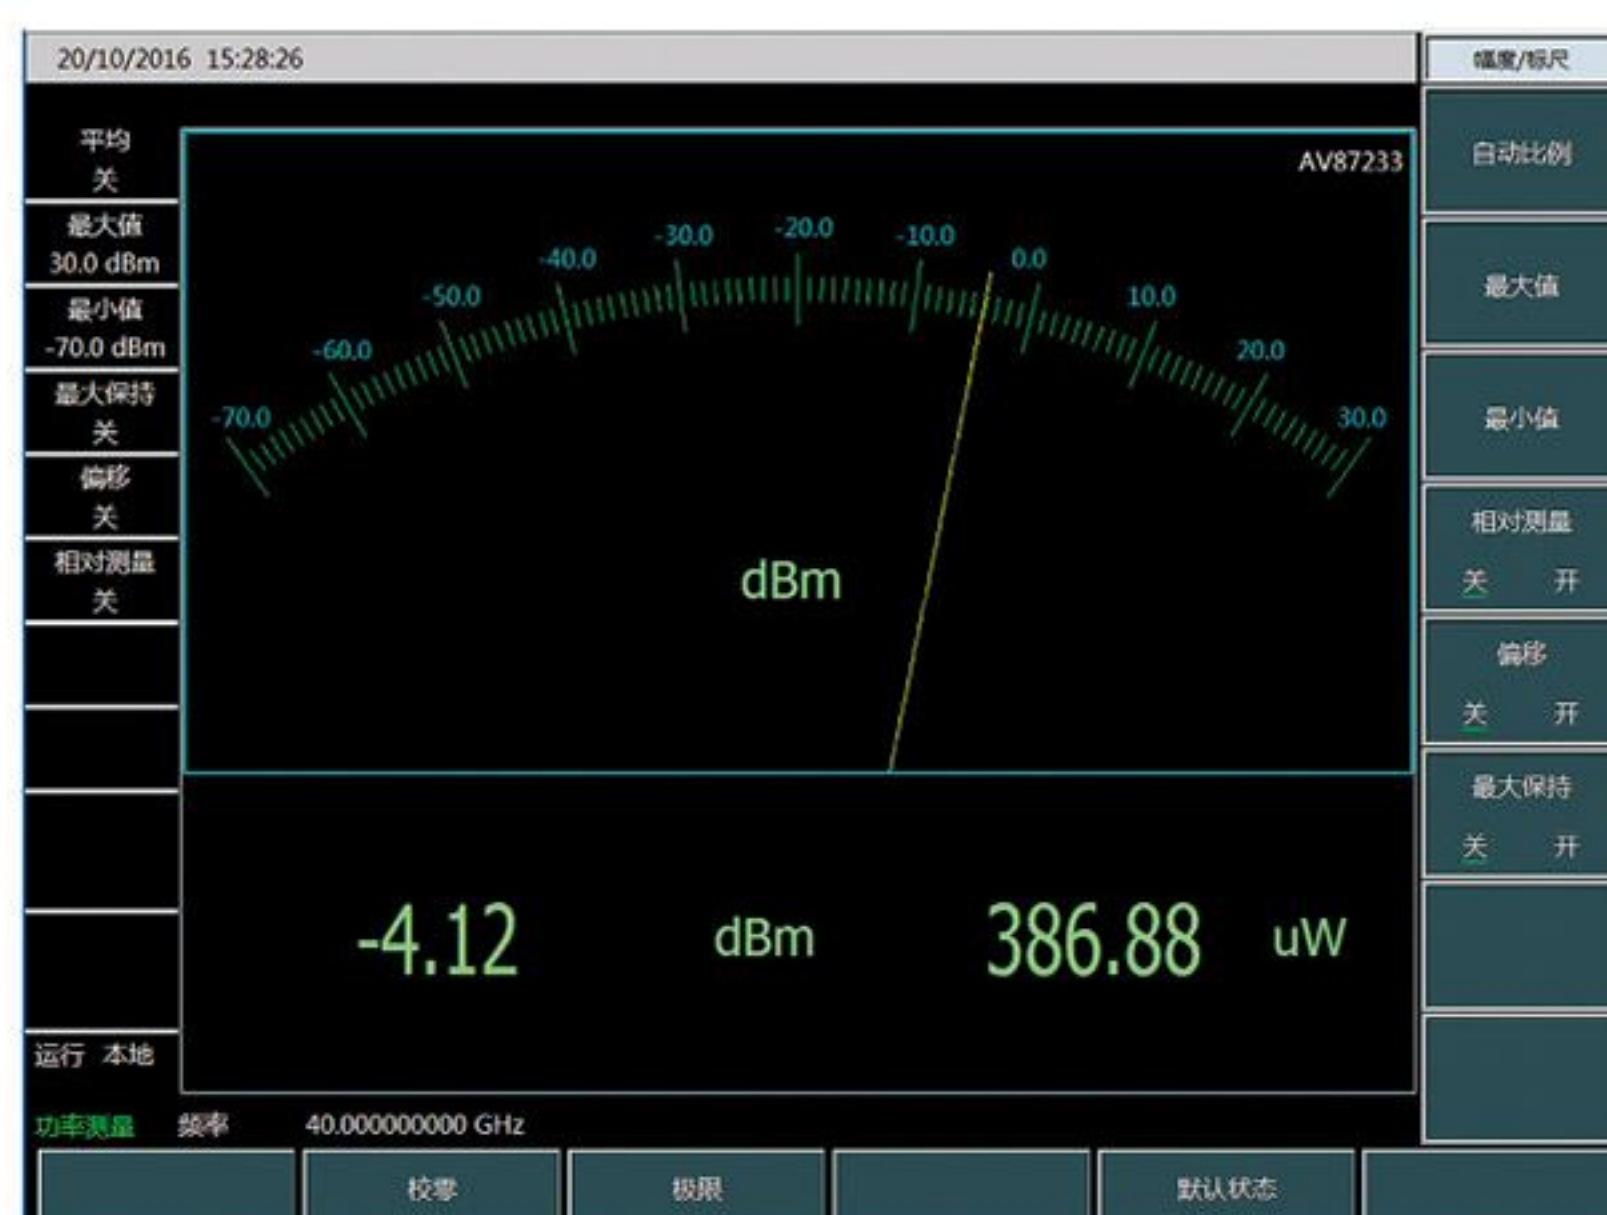 20/10/2016 15:28:26
幅度/标尺
平均
关
最大值
30.0 dBm
最小值
-70.0 dBm
最大保持
关
偏移
关
相对测量
关
运行 本地
AV87233
-70.0
-60.0
-50.0
-40.0
-30.0
-20.0
-10.0
0.0
10.0
20.0
30.0
dBm
-4.12 dBm 386.88 uW
自动比例
最大值
最小值
相对测量
关 开
偏移
关 开
最大保持
关 开
功率测量 频率 40.000000000 GHz
校零 极限 默认状态